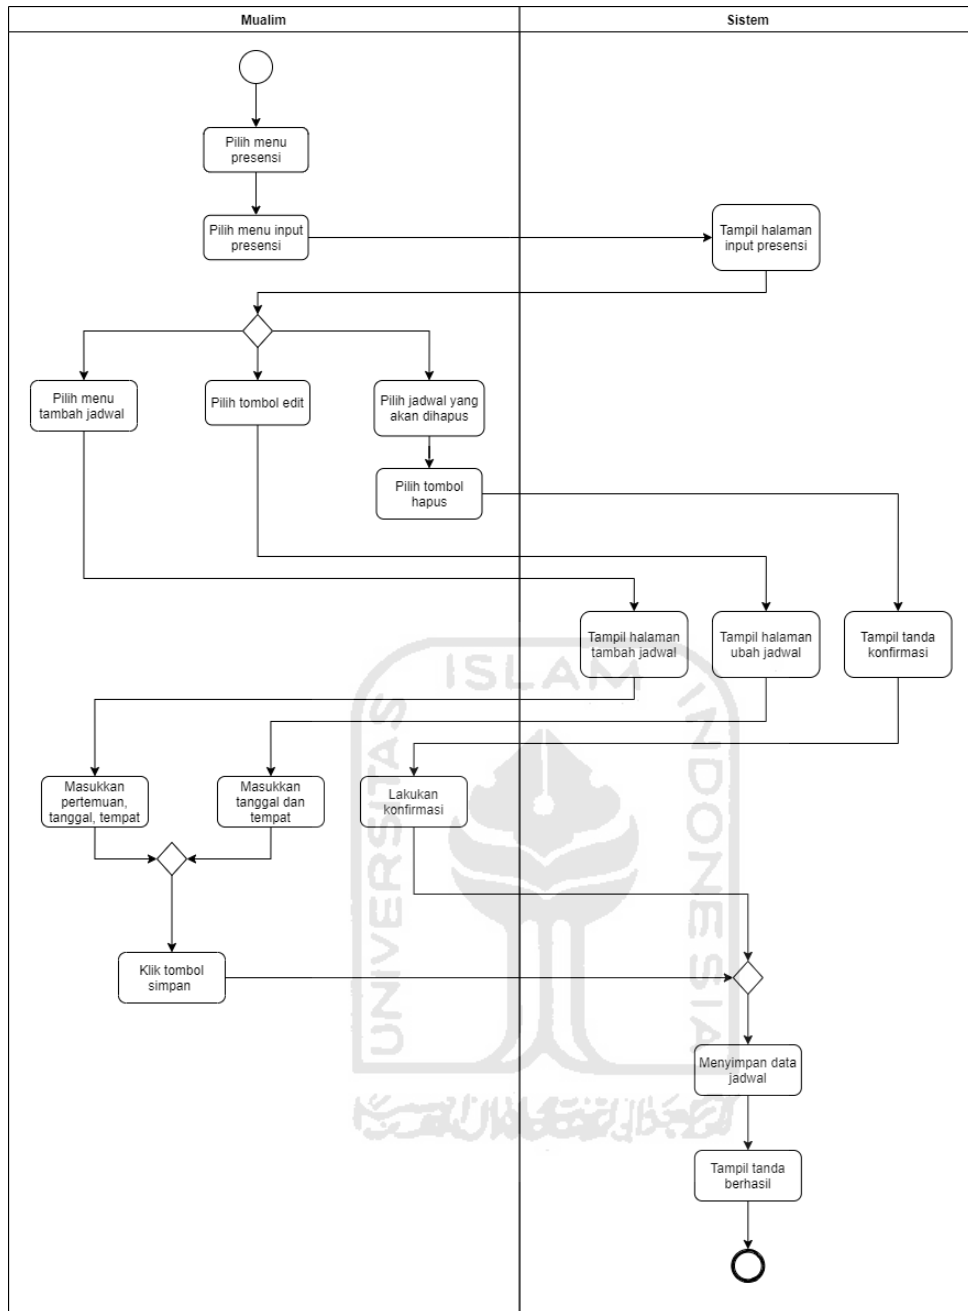 Mualim
Sistem
Pilih menu
presensi
Pilih menu input
presensi
Tampil halaman
input presensi
Pilih menu
tambah jadwal
Pilih tombol edit
Pilih jadwal yang
akan dihapus
Pilih tombol
hapus
Tampil halaman
tambah jadwal
Tampil halaman
ubah jadwal
Tampil tanda
konfirmasi
Masukkan
pertemuan,
tanggal, tempat
Masukkan
tanggal dan
tempat
Lakukan
konfirmasi
Klik tombol
simpan
Menyimpan data
jadwal
Tampil tanda
berhasil
UNIVERSITAS
ISLAM
INDONESIA